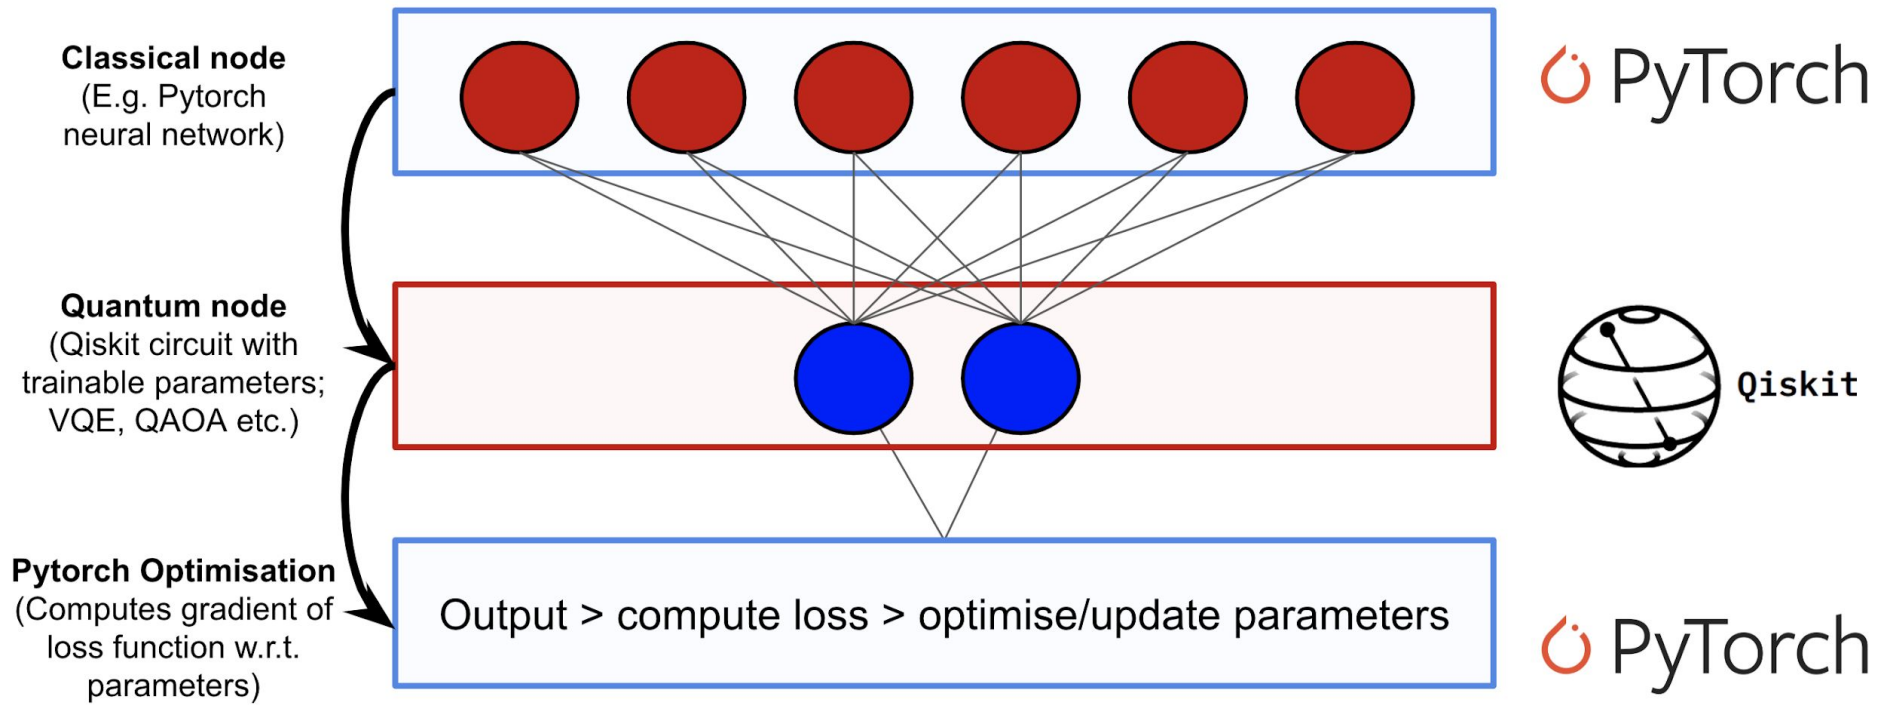 Classical node
(E.g. Pytorch
neural network)
PyTorch
Quantum node
(Qiskit circuit with
trainable parameters;
VQE, QAOA etc.)
Qiskit
Pytorch Optimisation
(Computes gradient of
loss function w.r.t.
parameters)
Output > compute loss > optimise/update parameters
PyTorch